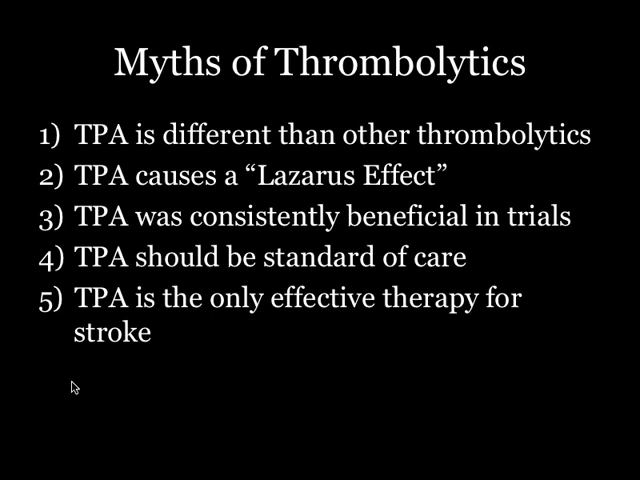 Myths of Thrombolytics
1) TPA is different than other thrombolytics
2) TPA causes a “Lazarus Effect”
3) TPA was consistently beneficial in trials
4) TPA should be standard of care
5) TPA is the only effective therapy for
stroke